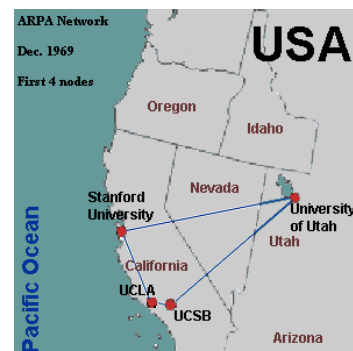 ARPA Network
Dec. 1969
First 4 nodes
USA
Oregon
Idaho
Nevada
Stanford
University
University
of Utah
Utah
California
UCLA
UCSB
Arizona
Pacific Ocean